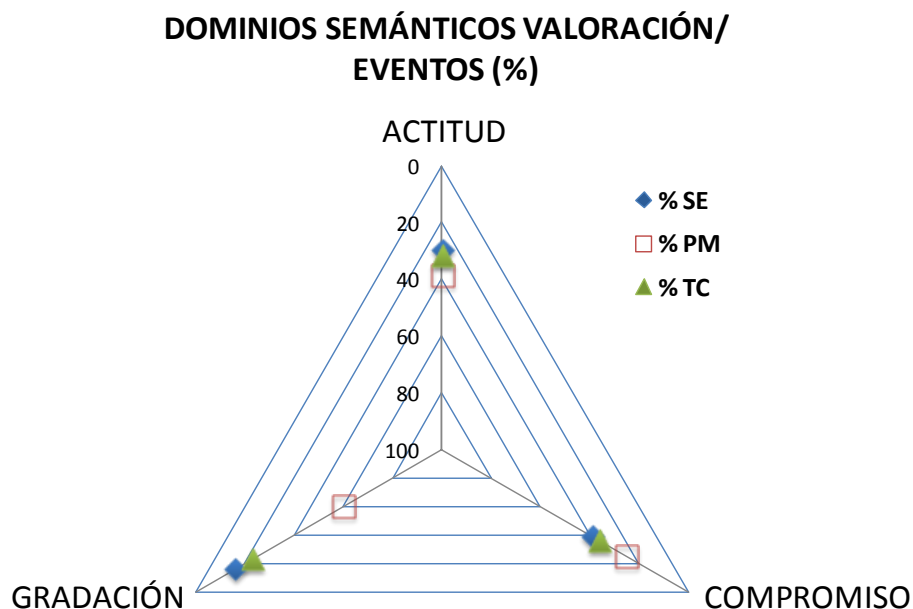 DOMINIOS SEMÁNTICOS VALORACIÓN/
EVENTOS (%)
ACTITUD
0
20
40
60
80
100
% SE
% PM
% TC
GRADACIÓN
COMPROMISO